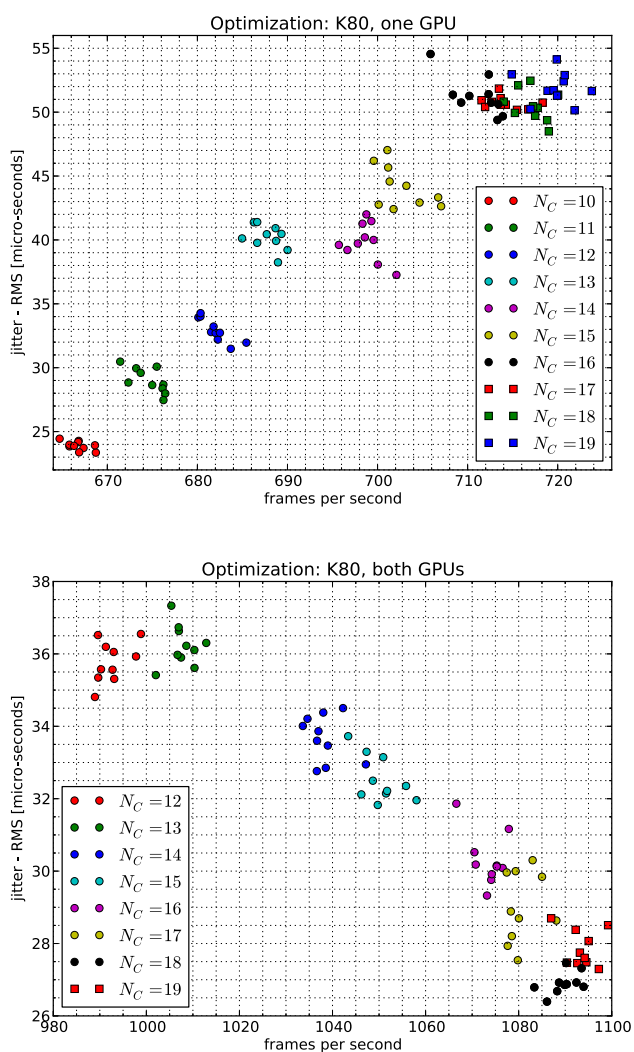 Optimization: K80, one GPU
55
50
45
40
35
30
25
jitter - RMS [micro-seconds]
N_C =10
N_C =11
N_C =12
N_C =13
N_C =14
N_C =15
N_C =16
N_C =17
N_C =18
N_C =19
670 680 690 700 710 720
frames per second
Optimization: K80, both GPUs
38
36
34
32
30
28
26
jitter - RMS [micro-seconds]
N_C =12
N_C =13
N_C =14
N_C =15
N_C =16
N_C =17
N_C =18
N_C =19
980 1000 1020 1040 1060 1080 1100
frames per second